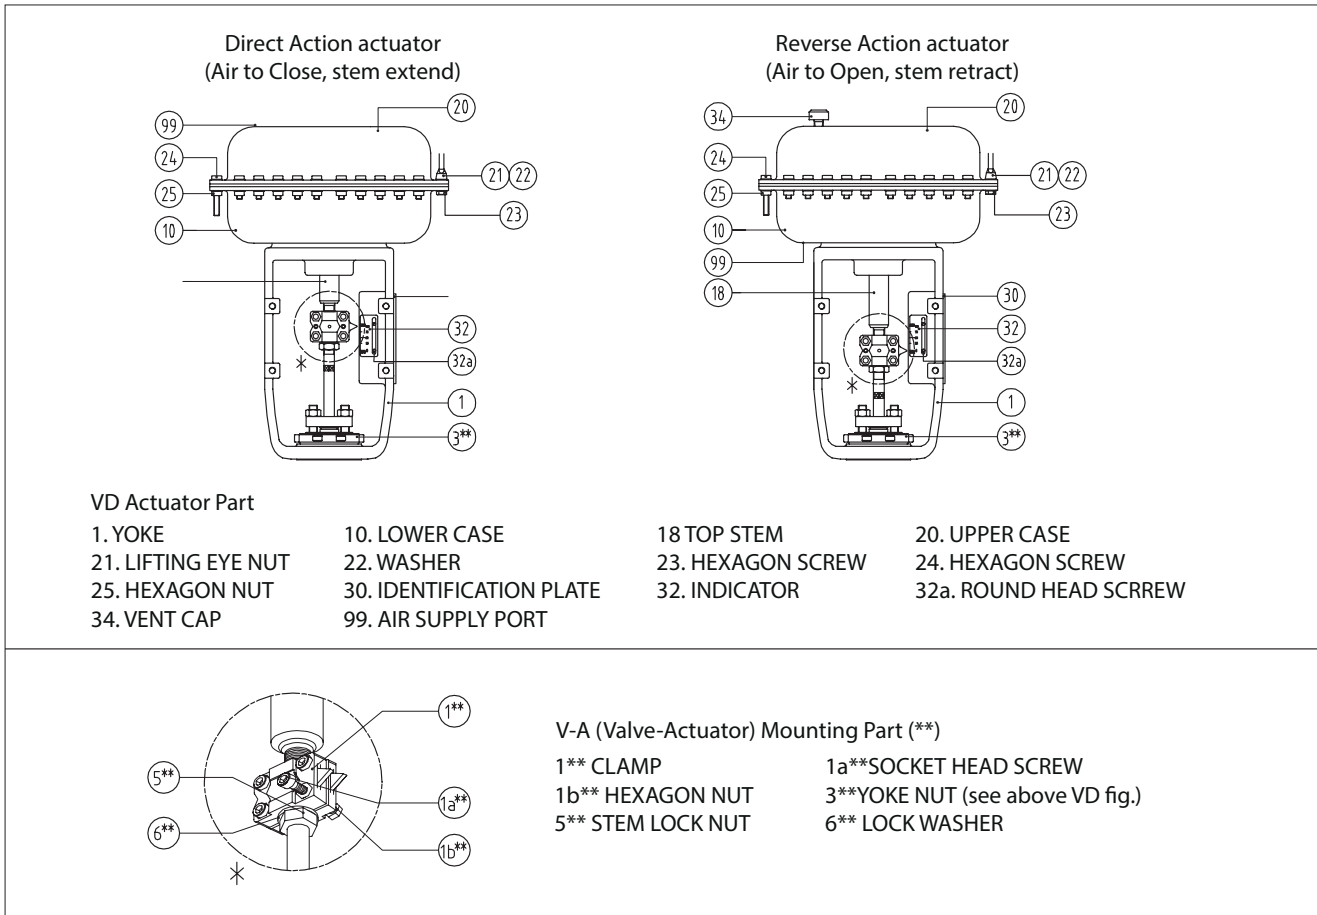 Direct Action actuator
(Air to Close, stem extend)
99
20
24
21 22
25
23
10
32
32a
1
3**
Reverse Action actuator
(Air to Open, stem retract)
34
20
24
21 22
25
23
10
99
18
30
32
32a
1
3**
VD Actuator Part
1. YOKE 10. LOWER CASE 18 TOP STEM 20. UPPER CASE
21. LIFTING EYE NUT 22. WASHER 23. HEXAGON SCREW 24. HEXAGON SCREW
25. HEXAGON NUT 30. IDENTIFICATION PLATE 32. INDICATOR 32a. ROUND HEAD SCRREW
34. VENT CAP 99. AIR SUPPLY PORT
1**
5**
1a**
6**
1b**
V-A (Valve-Actuator) Mounting Part (**)
1** CLAMP 1a**SOCKET HEAD SCREW
1b** HEXAGON NUT 3**YOKE NUT (see above VD fig.)
5** STEM LOCK NUT 6** LOCK WASHER